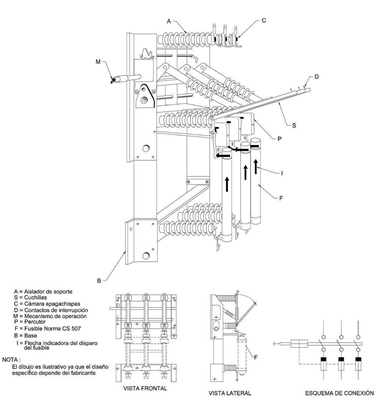 A
C
M
D
S
P
I
F
B
A = Aislador de soporte
S = Cuchillas
C = Cámara apagachispas
D = Contactos de interrupción
M = Mecanismo de operación
P = Percutor
F = Fusible Norma CS 507
B = Base
I = Flecha indicadora del disparo
del fusible
NOTA :
El dibujo es ilustrativo ya que el diseño
específico depende del fabricante
F
VISTA FRONTAL
VISTA LATERAL
ESQUEMA DE CONEXIÓN